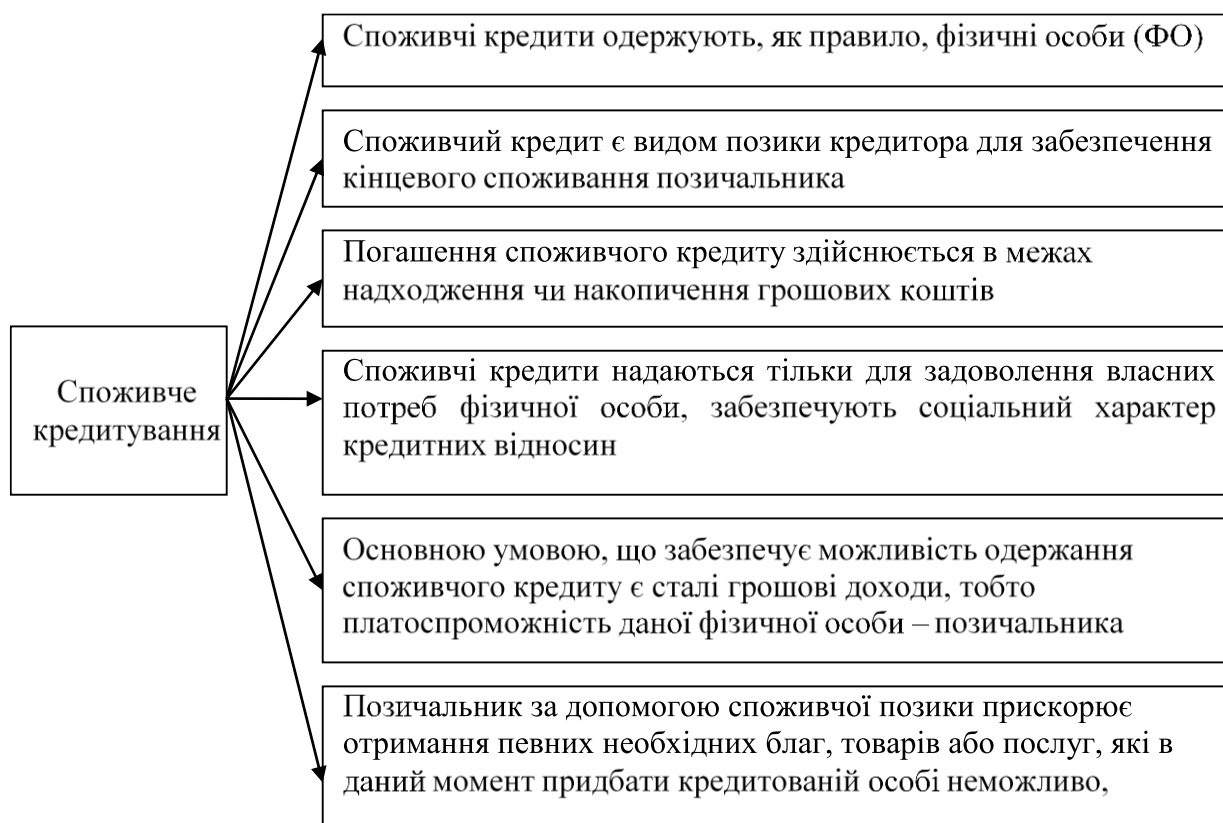 Споживчі кредити одержують, як правило, фізичні особи (ФО)
Споживчий кредит є видом позики кредитора для забезпечення
кінцевого споживання позичальника
Погашення споживчого кредиту здійснюється в межах
надходження чи накопичення грошових коштів
Споживче
кредитування
Споживчі кредити надаються тільки для задоволення власних
потреб фізичної особи, забезпечують соціальний характер
кредитних відносин
Основною умовою, що забезпечує можливість одержання
споживчого кредиту є сталі грошові доходи, тобто
платоспроможність даної фізичної особи – позичальника
Позичальник за допомогою споживчої позики прискорює
отримання певних необхідних благ, товарів або послуг, які в
даний момент придбати кредитованій особі неможливо,